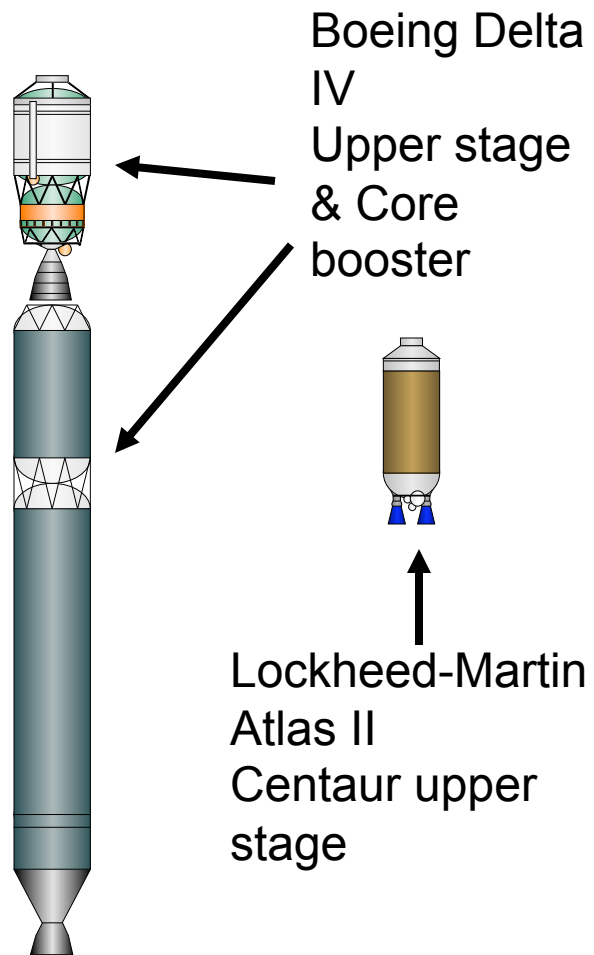 Boeing Delta
IV
Upper stage
& Core
booster
Lockheed-Martin
Atlas II
Centaur upper
stage